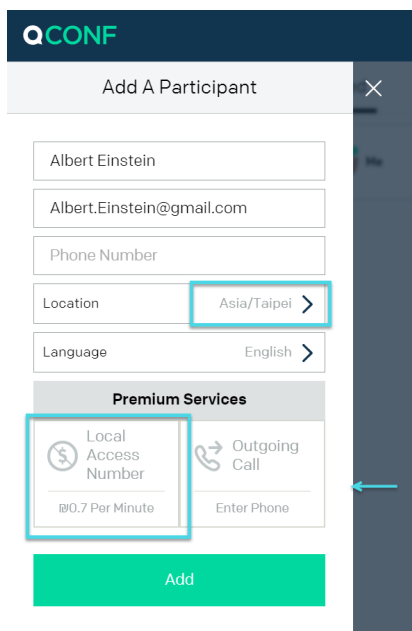 QCONF
Add A Participant
Me
Albert Einstein
Albert.Einstein@gmail.com
Phone Number
Location Asia/Taipei
Language English
Premium Services
Local
Access
Number
₪0.7 Per Minute
Outgoing
Call
Enter Phone
Add